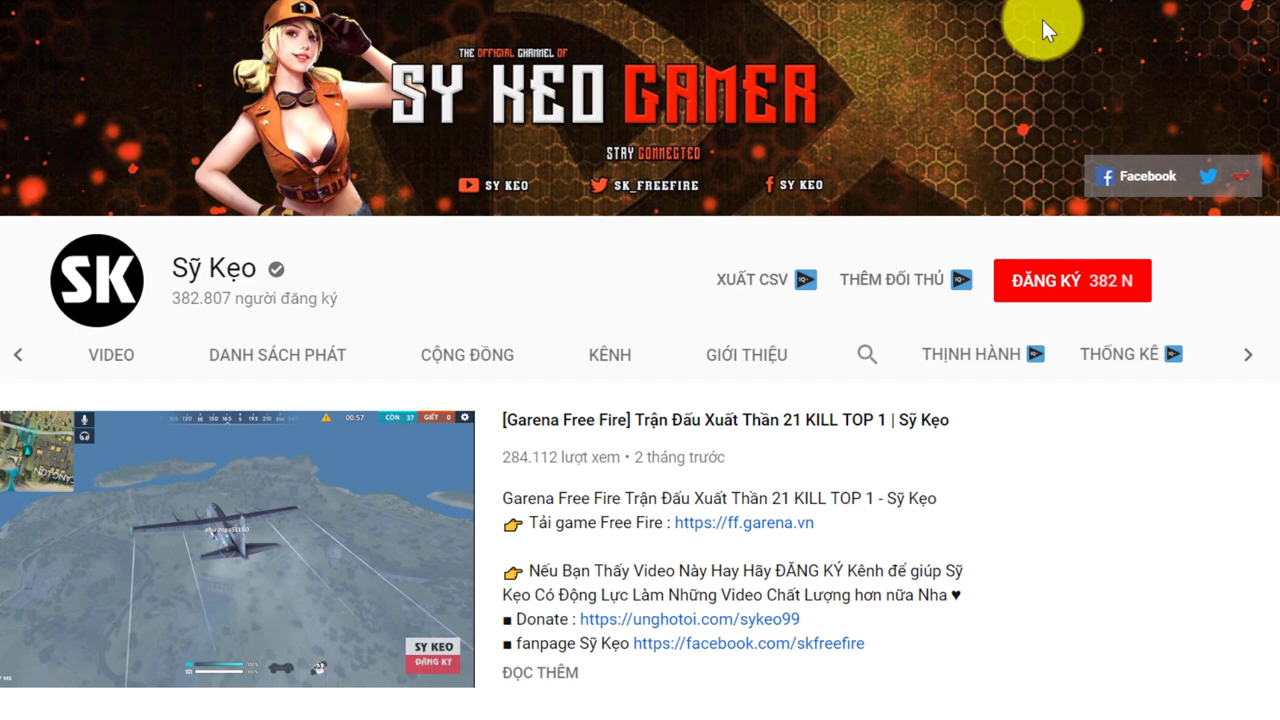 THE OFFICIAL CHANNEL OF
SY KEO GAMER
STAY CONNECTED
SY KEO
SK_FREEFIRE
SY KEO
Facebook
SK
Sỹ Kẹo
382.807 người đăng ký
XUẤT CSV
THÊM ĐỐI THỦ
ĐĂNG KÝ 382 N
VIDEO
DANH SÁCH PHÁT
CỘNG ĐỒNG
KÊNH
GIỚI THIỆU
THỊNH HÀNH
THỐNG KÊ
00:57
CÒN 37
GIẾT 0
SY KEO
ĐĂNG KÝ
[Garena Free Fire] Trận Đấu Xuất Thần 21 KILL TOP 1 | Sỹ Kẹo
284.112 lượt xem • 2 tháng trước
Garena Free Fire Trận Đấu Xuất Thần 21 KILL TOP 1 - Sỹ Kẹo
👉 Tải game Free Fire : https://ff.garena.vn
👉 Nếu Bạn Thấy Video Này Hay Hãy ĐĂNG KÝ Kênh để giúp Sỹ
Kẹo Có Động Lực Làm Những Video Chất Lượng hơn nữa Nha ♥
■ Donate : https://unghotoi.com/sykeo99
■ fanpage Sỹ Kẹo https://facebook.com/skfreefire
ĐỌC THÊM